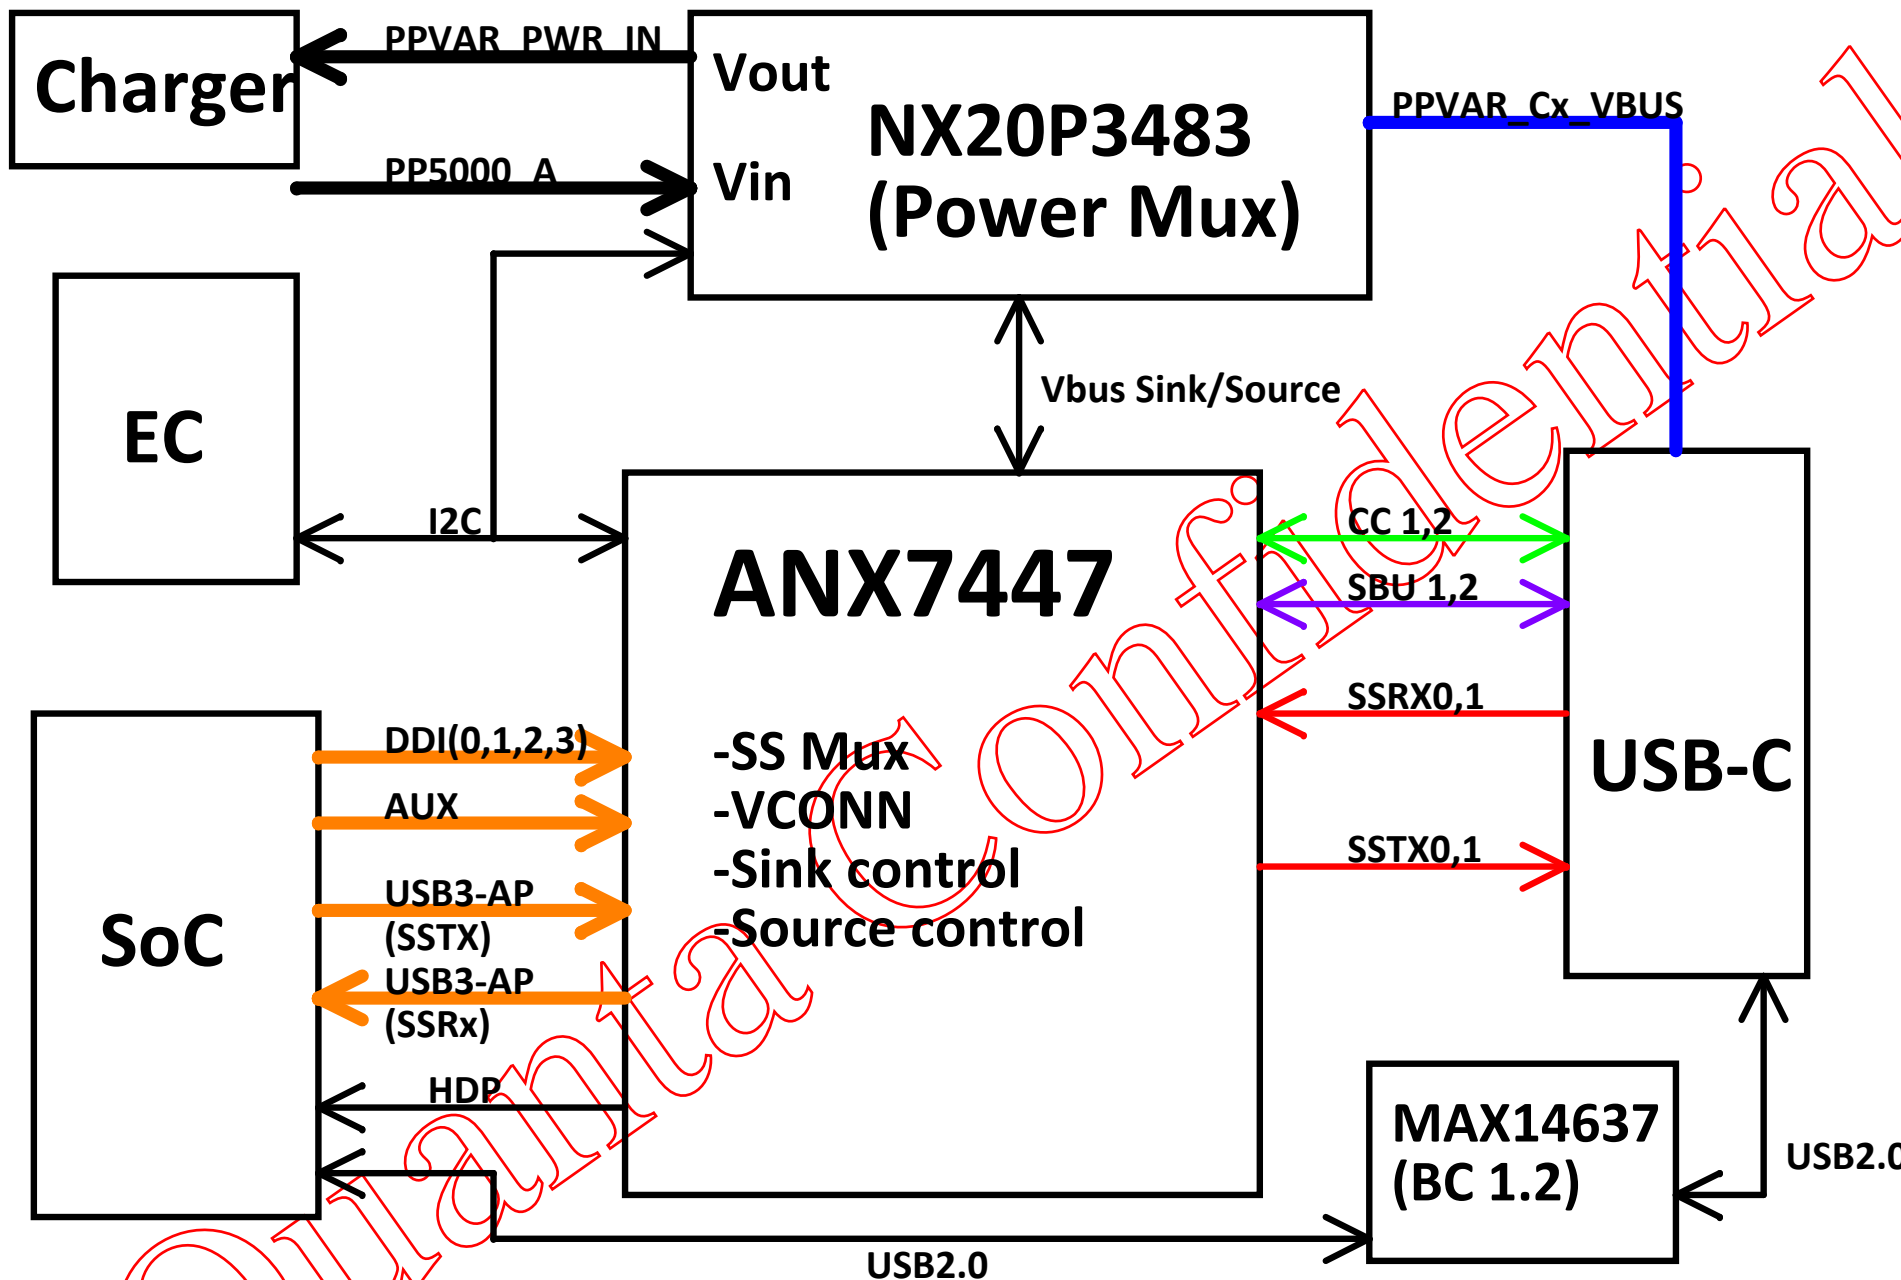 Charger
PPVAR_PWR_IN
Vout
PP5000_A
Vin
NX20P3483
(Power Mux)
PPVAR_Cx_VBUS
EC
I2C
Vbus Sink/Source
ANX7447
-SS Mux
-VCONN
-Sink control
-Source control
CC 1,2
SBU 1,2
SSRX0,1
SSTX0,1
USB-C
SoC
DDI(0,1,2,3)
AUX
USB3-AP
(SSTX)
USB3-AP
(SSRx)
HDP
USB2.0
MAX14637
(BC 1.2)
USB2.0
Quanta Confidential